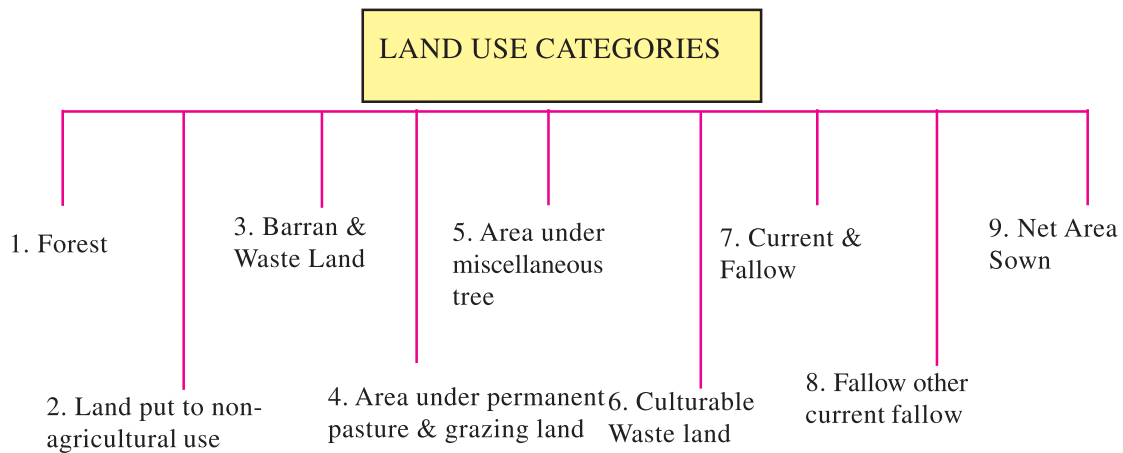 LAND USE CATEGORIES
1. Forest
2. Land put to non-
agricultural use
3. Barran &
Waste Land
4. Area under permanent
pasture & grazing land
5. Area under
miscellaneous
tree
6. Culturable
Waste land
7. Current &
Fallow
8. Fallow other
current fallow
9. Net Area
Sown